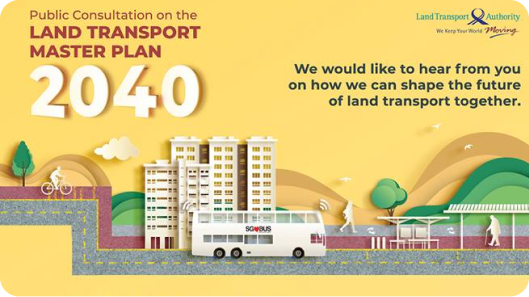 Public Consultation on the
LAND TRANSPORT
MASTER PLAN
2040
Land Transport Authority
We Keep Your World Moving
We would like to hear from you
on how we can shape the future
of land transport together.
SG♥BUS